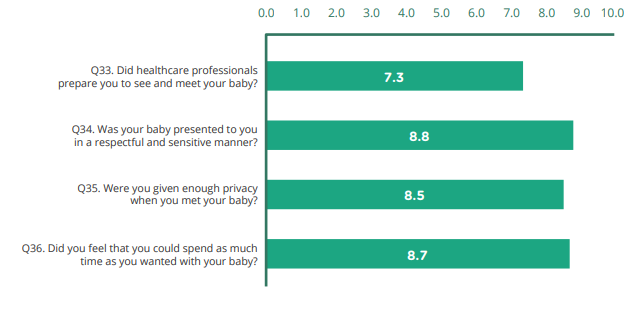 0.0 1.0 2.0 3.0 4.0 5.0 6.0 7.0 8.0 9.0 10.0
Q33. Did healthcare professionals
prepare you to see and meet your baby?
7.3
Q34. Was your baby presented to you
in a respectful and sensitive manner?
8.8
Q35. Were you given enough privacy
when you met your baby?
8.5
Q36. Did you feel that you could spend as much
time as you wanted with your baby?
8.7